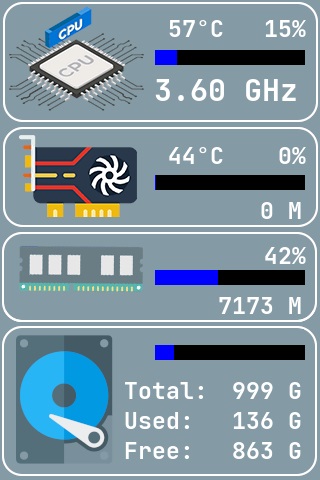 CPU
CPU
57°C 15%
3.60 GHz
44°C 0%
0 M
42%
7173 M
Total: 999 G
Used: 136 G
Free: 863 G